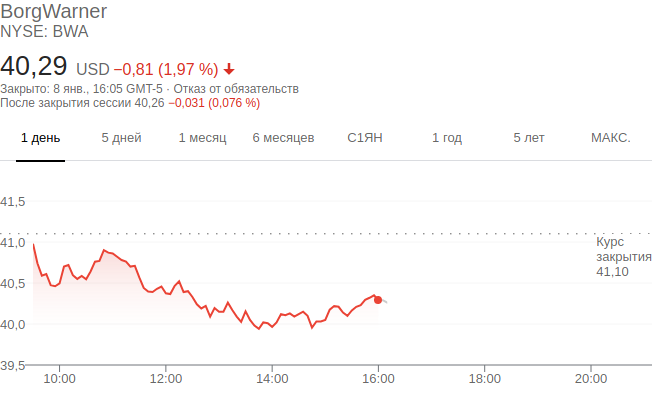 BorgWarner
NYSE: BWA
40,29 USD −0,81 (1,97 %)
Закрыто: 8 янв., 16:05 GMT-5 · Отказ от обязательств
После закрытия сессии 40,26 −0,031 (0,076 %)
1 день 5 дней 1 месяц 6 месяцев С1ЯН 1 год 5 лет МАКС.
41,5
41,0
40,5
40,0
39,5
Курс
закрытия
41,10
10:00 12:00 14:00 16:00 18:00 20:00